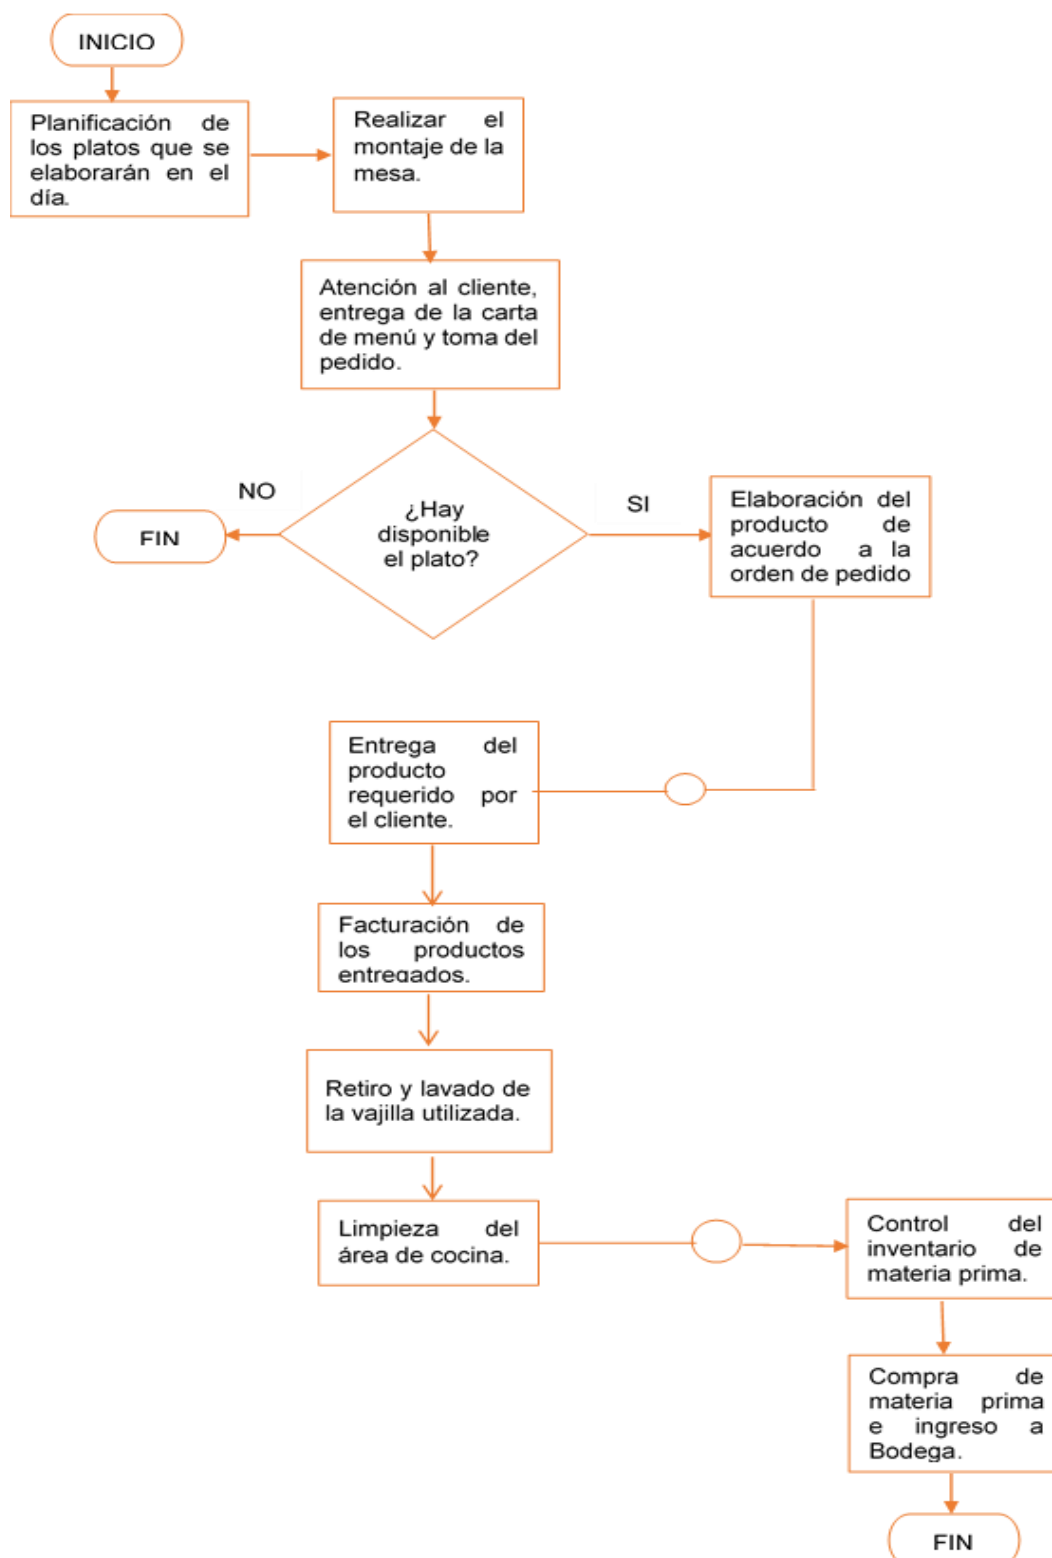 INICIO
Planificación de
los platos que se
elaborarán en el
día.
Realizar el
montaje de la
mesa.
Atención al cliente,
entrega de la carta
de menú y toma del
pedido.
NO
¿Hay
disponible
el plato?
SI
FIN
Elaboración del
producto de
acuerdo a la
orden de pedido
Entrega del
producto
requerido por
el cliente.
Facturación de
los productos
entregados.
Retiro y lavado de
la vajilla utilizada.
Limpieza del
área de cocina.
Control del
inventario de
materia prima.
Compra de
materia prima
e ingreso a
Bodega.
FIN